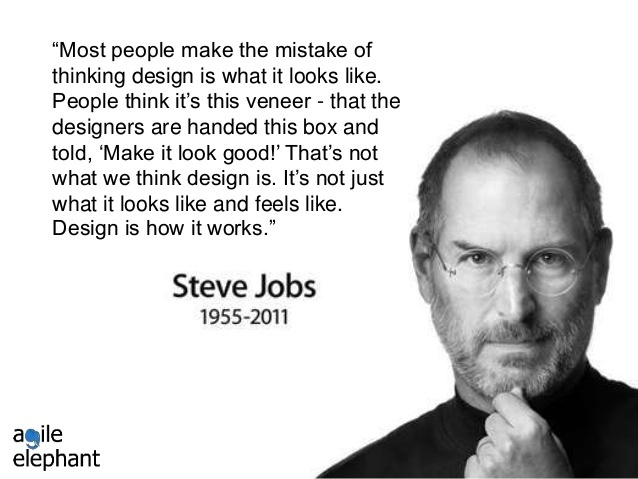 “Most people make the mistake of
thinking design is what it looks like.
People think it’s this veneer - that the
designers are handed this box and
told, ‘Make it look good!’ That’s not
what we think design is. It’s not just
what it looks like and feels like.
Design is how it works.”
Steve Jobs
1955-2011
agile
elephant